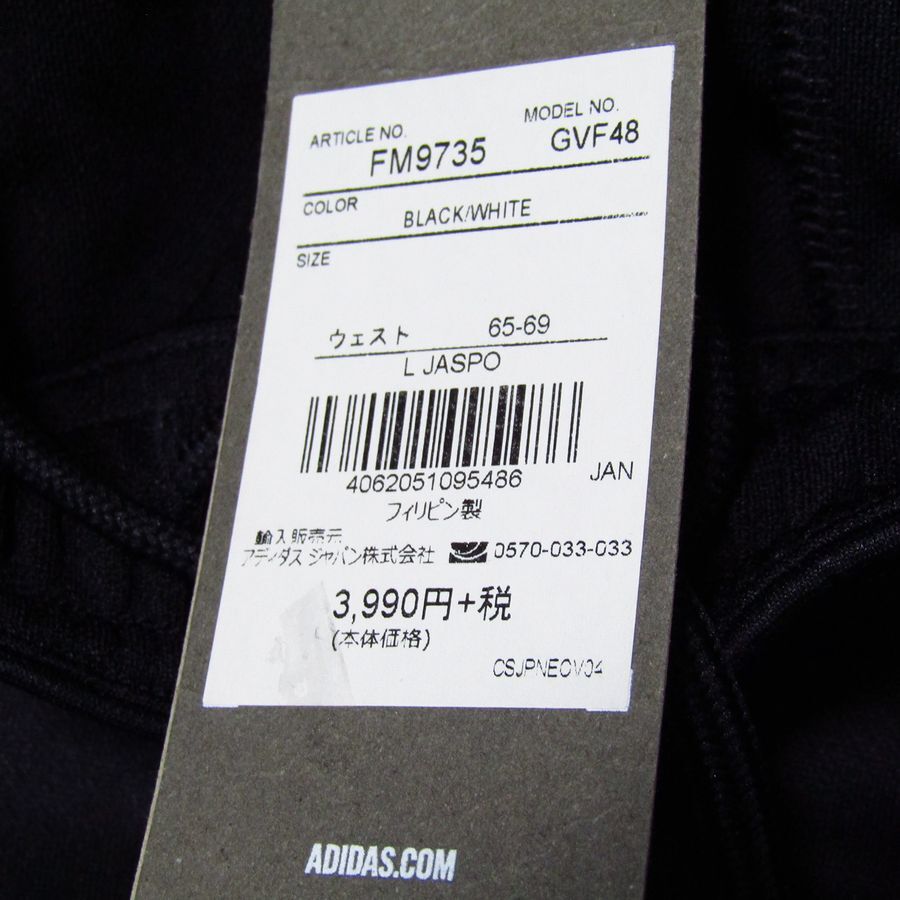 ARTICLE NO. MODEL NO.
FM9735 GVF48
COLOR
BLACK/WHITE
SIZE
ウェスト 65-69
L JASPO
4062051095486 JAN
フィリピン製
輸入販売元
アディダス ジャパン株式会社 0570-033-033
3,990円+税
(本体価格)
CSJPNEOV04
ADIDAS.COM